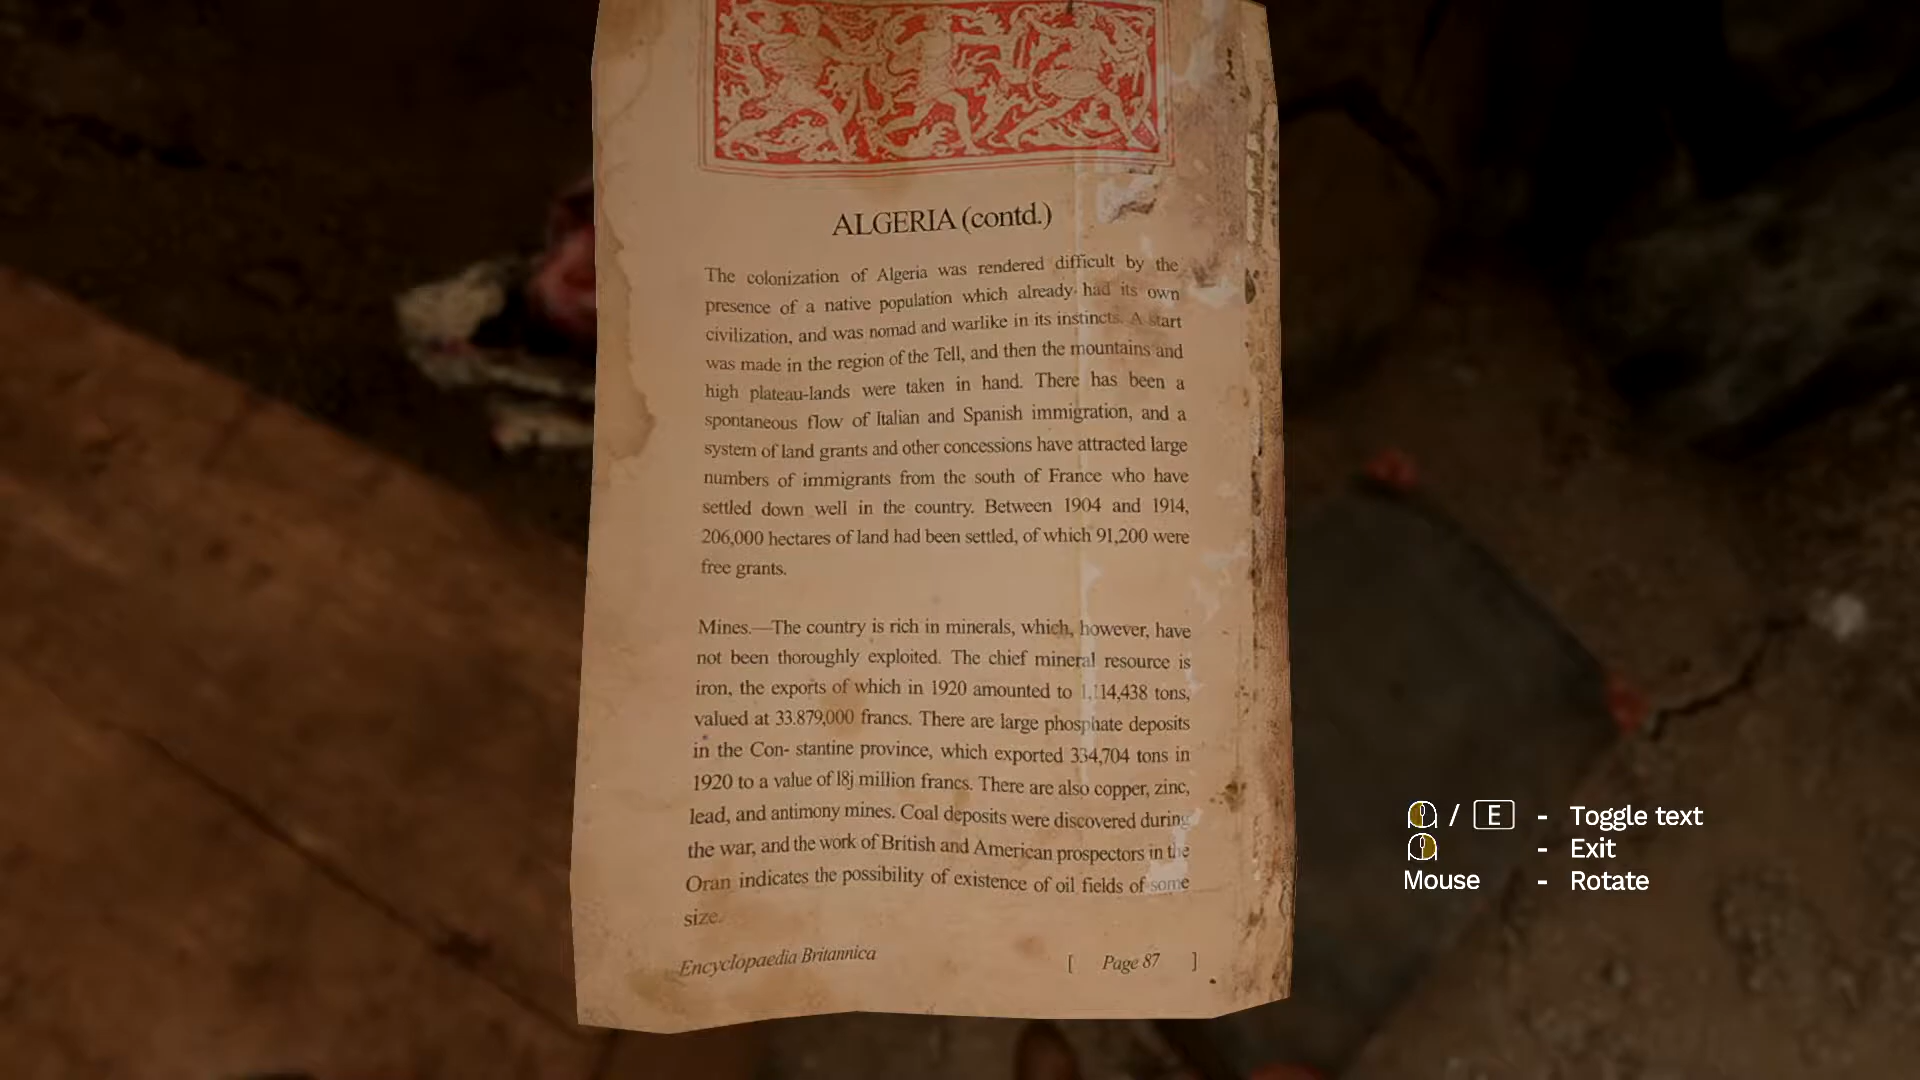 ALGERIA (contd.)
The colonization of Algeria was rendered difficult by the
presence of a native population which already had its own
civilization, and was nomad and warlike in its instincts. A start
was made in the region of the Tell, and then the mountains and
high plateau-lands were taken in hand. There has been a
spontaneous flow of Italian and Spanish immigration, and a
system of land grants and other concessions have attracted large
numbers of immigrants from the south of France who have
settled down well in the country. Between 1904 and 1914,
206,000 hectares of land had been settled, of which 91,200 were
free grants.
Mines.—The country is rich in minerals, which, however, have
not been thoroughly exploited. The chief mineral resource is
iron, the exports of which in 1920 amounted to 1,114,438 tons,
valued at 33.879,000 francs. There are large phosphate deposits
in the Con- stantine province, which exported 334,704 tons in
1920 to a value of 18j million francs. There are also copper, zinc,
lead, and antimony mines. Coal deposits were discovered during
the war, and the work of British and American prospectors in the
Oran indicates the possibility of existence of oil fields of some
size.
Encyclopaedia Britannica [ Page 87 ]
/ E - Toggle text
- Exit
Mouse - Rotate